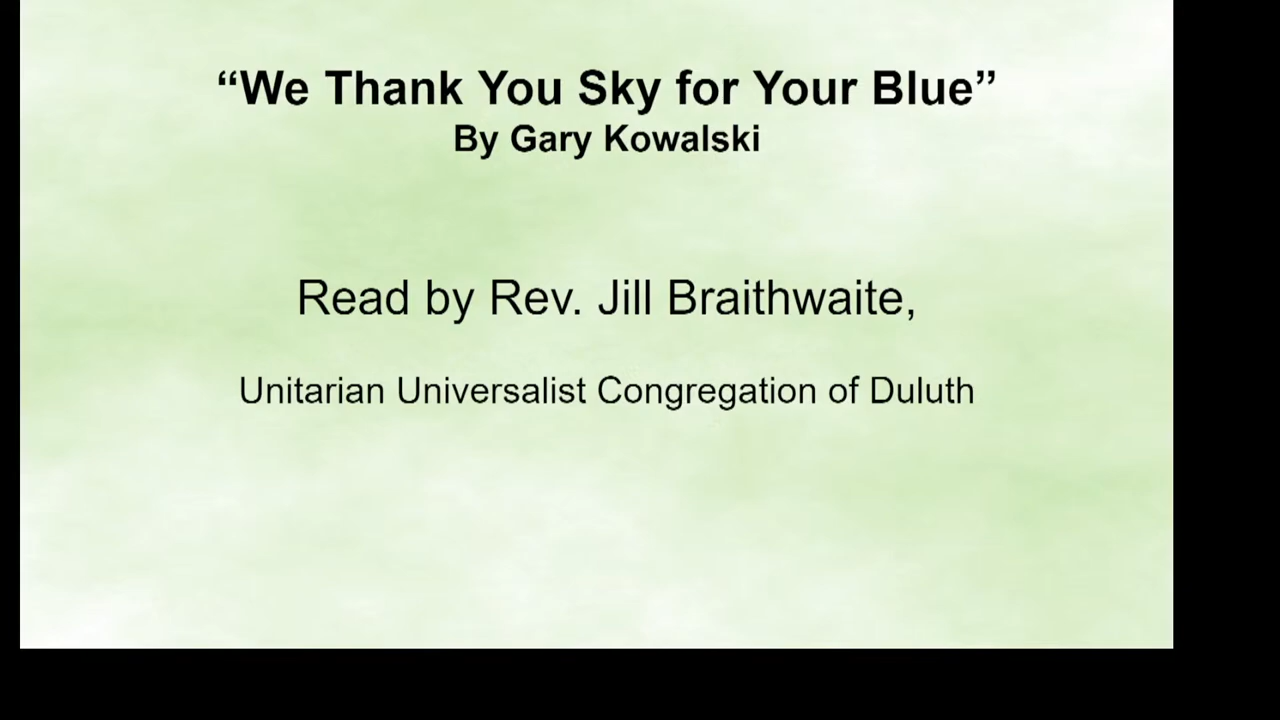 “We Thank You Sky for Your Blue”
By Gary Kowalski
Read by Rev. Jill Braithwaite,
Unitarian Universalist Congregation of Duluth